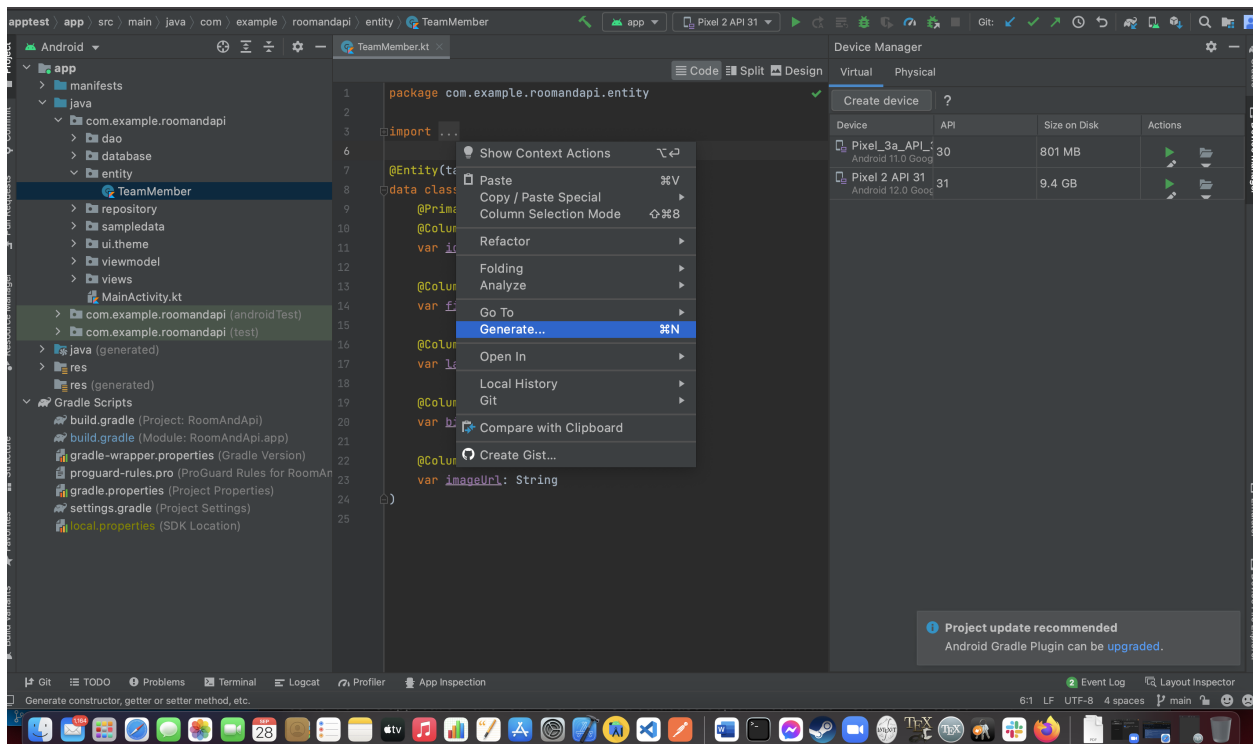 apptest app src main java com example roomandapi entity TeamMember app Pixel 2 API 31 Git:
Android
app
manifests
java
com.example.roomandapi
dao
database
entity
TeamMember
repository
sampledata
ui.theme
viewmodel
views
MainActivity.kt
com.example.roomandapi (androidTest)
com.example.roomandapi (test)
java (generated)
res
res (generated)
Gradle Scripts
build.gradle (Project: RoomAndApi)
build.gradle (Module: RoomAndApi.app)
gradle-wrapper.properties (Gradle Version)
proguard-rules.pro (ProGuard Rules for RoomAn
gradle.properties (Project Properties)
settings.gradle (Project Settings)
local.properties (SDK Location)
TeamMember.kt
Code Split Design
1 package com.example.roomandapi.entity
2
3 import ...
6
7 @Entity(ta
8 data class
9 @Prima
10 @Colum
11 var id
12
13 @Colum
14 var fi
15
16 @Colum
17 var la
18
19 @Colum
20 var bi
21
22 @Colum
23 var imageUrl: String
24 )
25
Show Context Actions ⌥⏎
Paste ⌘V
Copy / Paste Special
Column Selection Mode ⇧⌘8
Refactor
Folding
Analyze
Go To
Generate... ⌘N
Open In
Local History
Git
Compare with Clipboard
Create Gist...
Device Manager
Virtual Physical
Create device ?
Device API Size on Disk Actions
Pixel_3a_API_3 30 801 MB
Android 11.0 Goog
Pixel 2 API 31 31 9.4 GB
Android 12.0 Goog
Project update recommended
Android Gradle Plugin can be upgraded.
Git TODO Problems Terminal Logcat Profiler App Inspection 2 Event Log Layout Inspector
Generate constructor, getter or setter method, etc. 6:1 LF UTF-8 4 spaces main
1,164
SEP
28
tv